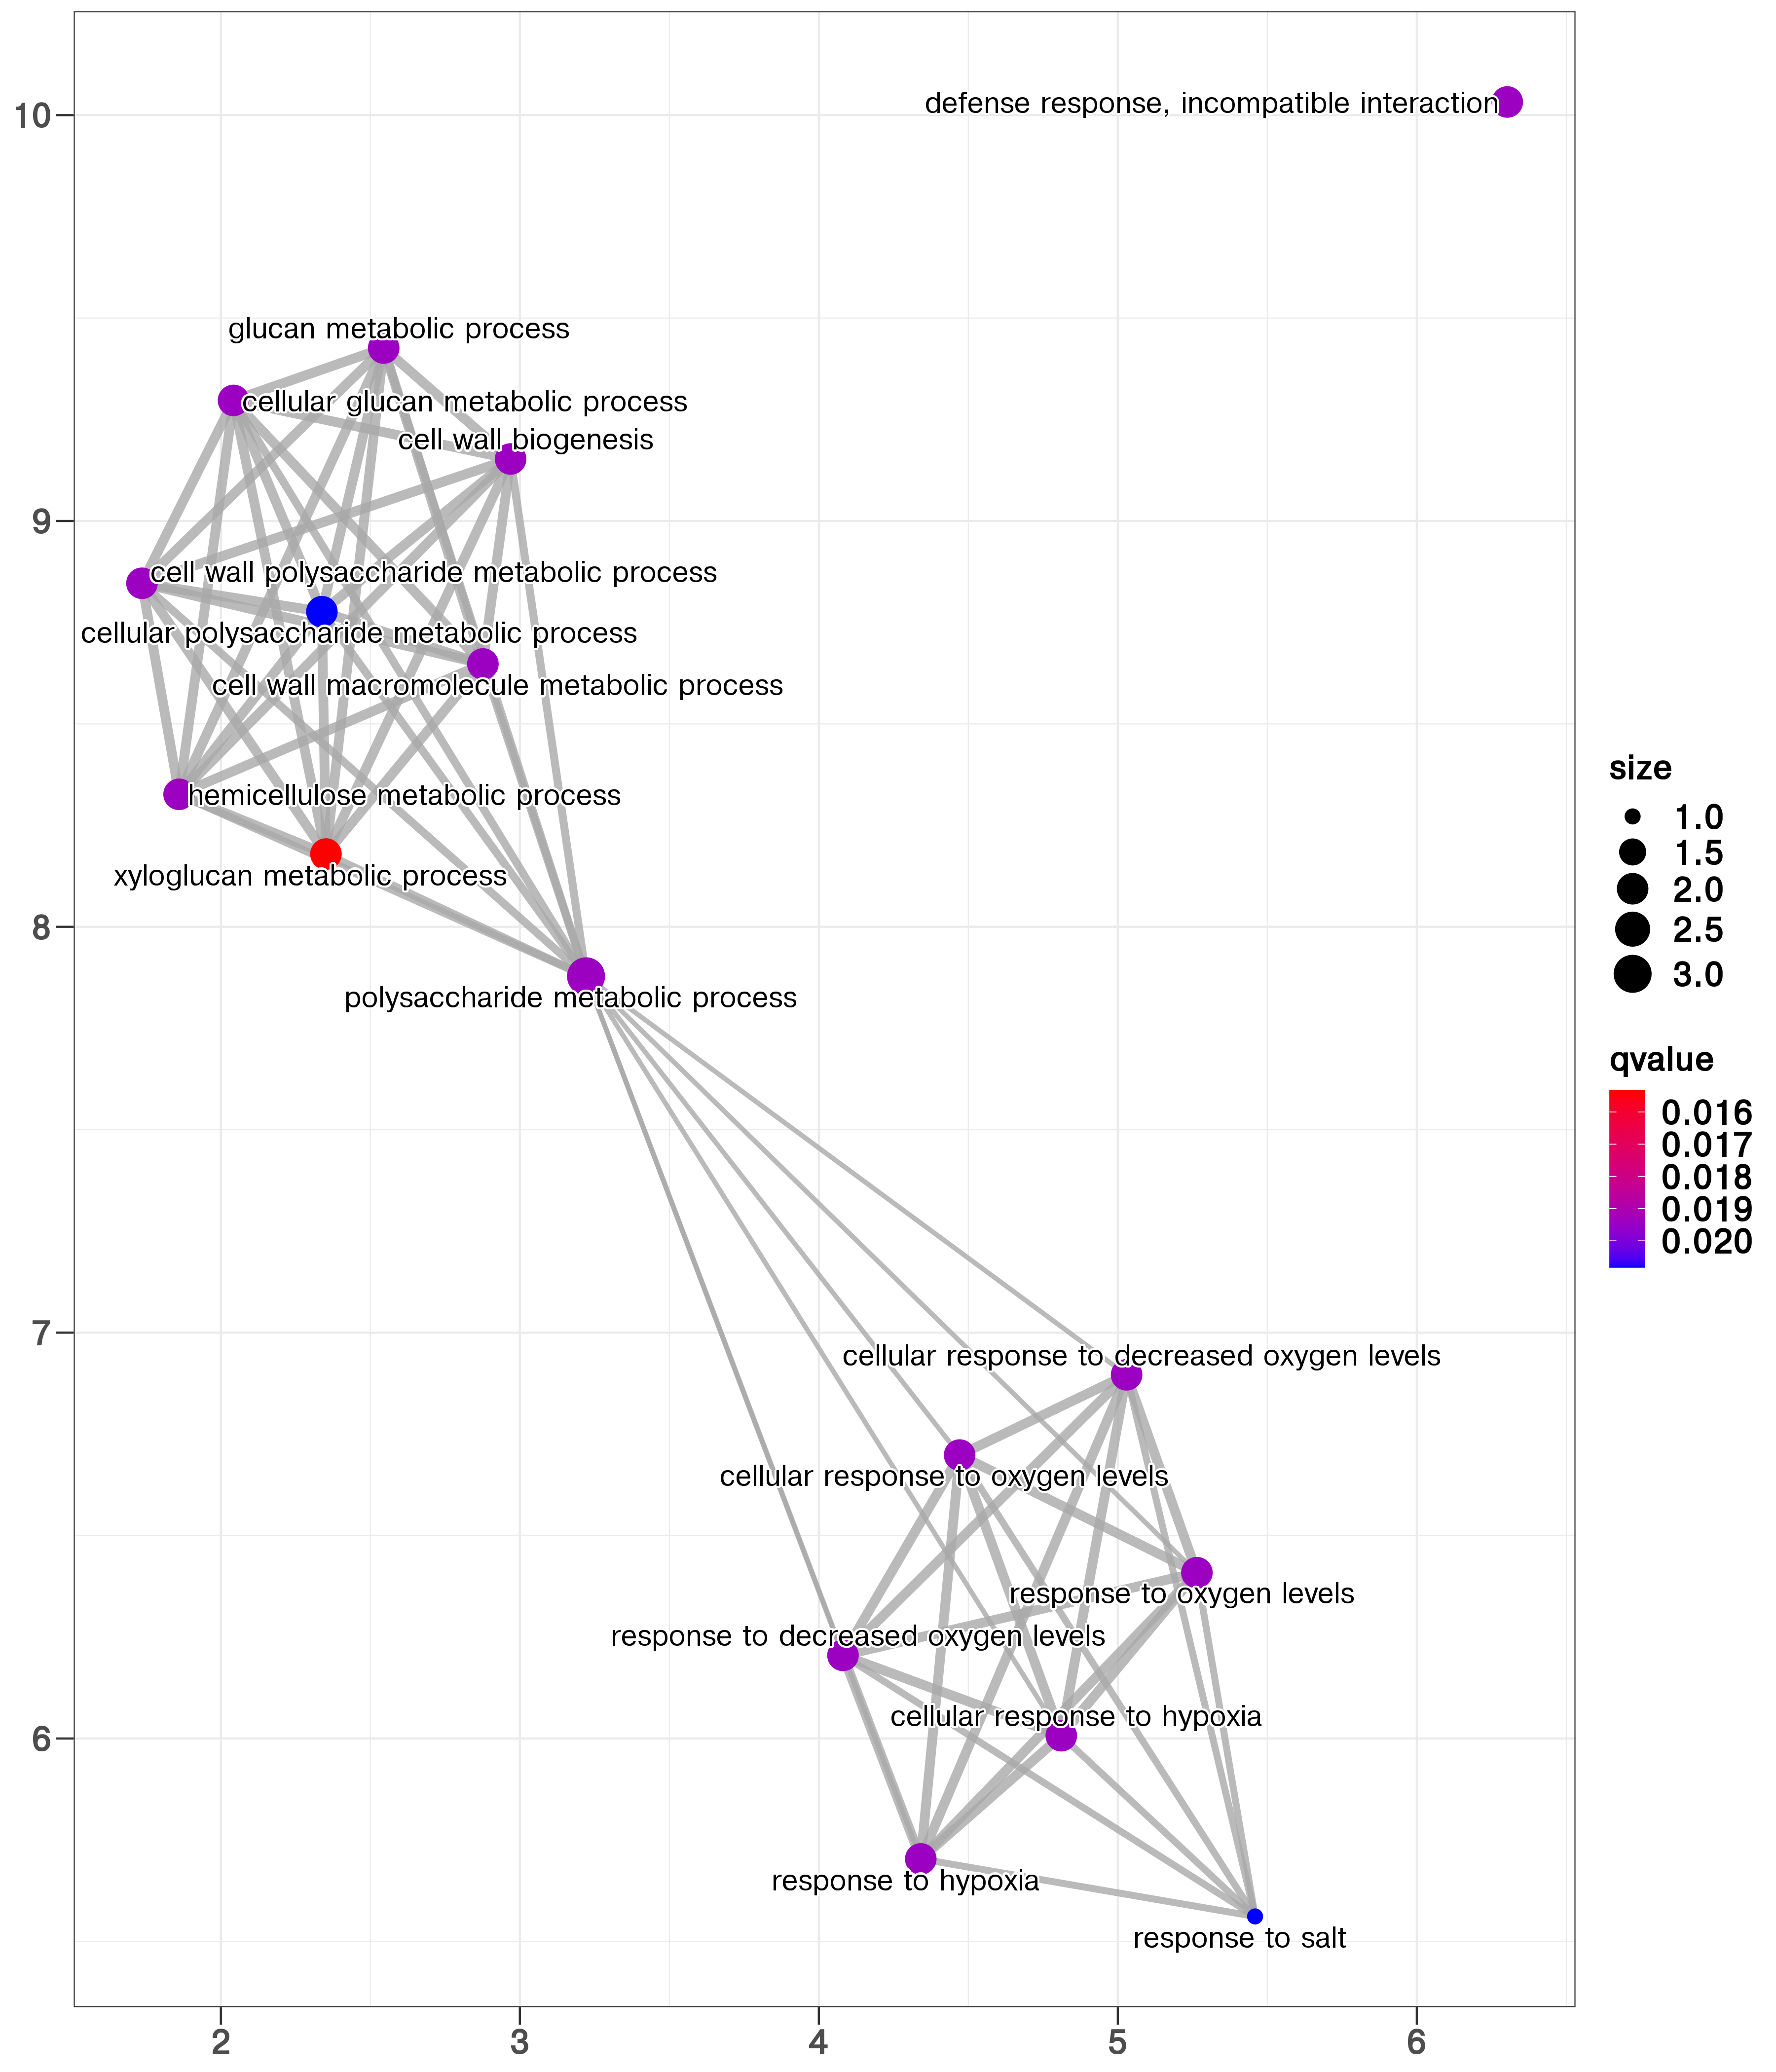 defense response, incompatible interaction
glucan metabolic process
cellular glucan metabolic process
cell wall biogenesis
cell wall polysaccharide metabolic process
cellular polysaccharide metabolic process
cell wall macromolecule metabolic process
hemicellulose metabolic process
xyloglucan metabolic process
polysaccharide metabolic process
cellular response to decreased oxygen levels
cellular response to oxygen levels
response to oxygen levels
response to decreased oxygen levels
cellular response to hypoxia
response to hypoxia
response to salt
10
9
8
7
6
2
3
4
5
6
size
1.0
1.5
2.0
2.5
3.0
qvalue
0.016
0.017
0.018
0.019
0.020